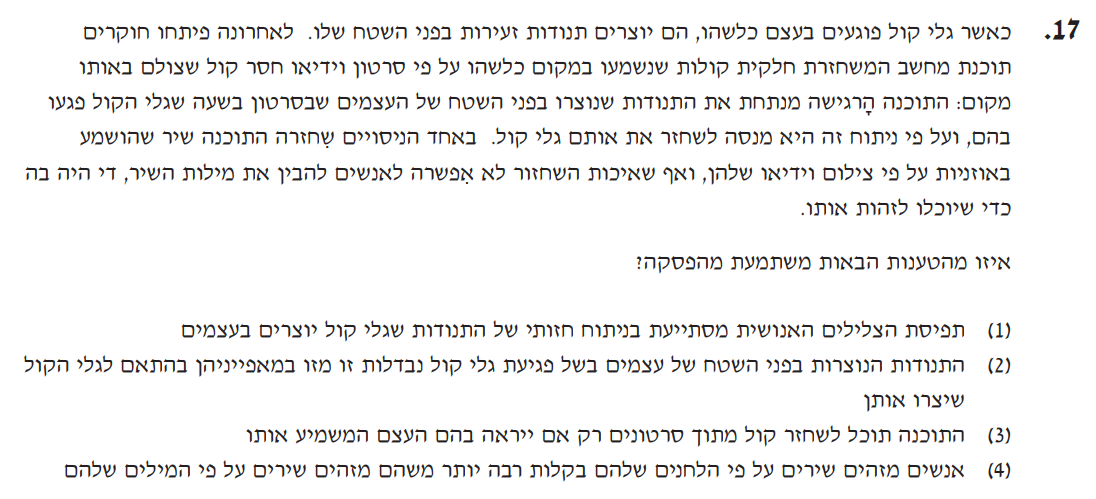 17. כאשר גלי קול פוגעים בעצם כלשהו, הם יוצרים תנודות זעירות בפני השטח שלו. לאחרונה פיתחו חוקרים
תוכנת מחשב המשחזרת חלקית קולות שנשמעו במקום כלשהו על פי סרטון וידיאו חסר קול שצולם באותו
מקום: התוכנה הָרגישה מנתחת את התנודות שנוצרו בפני השטח של העצמים שבסרטון בשעה שגלי הקול פגעו
בהם, ועל פי ניתוח זה היא מנסה לשחזר את אותם גלי קול. באחד הניסויים שִחזרה התוכנה שיר שהושמע
באוזניות על פי צילום וידיאו שלהן, ואף שאיכות השחזור לא אִפשרה לאנשים להבין את מילות השיר, די היה בה
כדי שיוכלו לזהות אותו.
איזו מהטענות הבאות משתמעת מהפסקה?
(1) תפיסת הצלילים האנושית מסתייעת בניתוח חזותי של התנודות שגלי קול יוצרים בעצמים
(2) התנודות הנוצרות בפני השטח של עצמים בשל פגיעת גלי קול נבדלות זו מזו במאפייניהן בהתאם לגלי הקול
שיצרו אותן
(3) התוכנה תוכל לשחזר קול מתוך סרטונים רק אם ייראה בהם העצם המשמיע אותו
(4) אנשים מזהים שירים על פי הלחנים שלהם בקלות רבה יותר משהם מזהים שירים על פי המילים שלהם